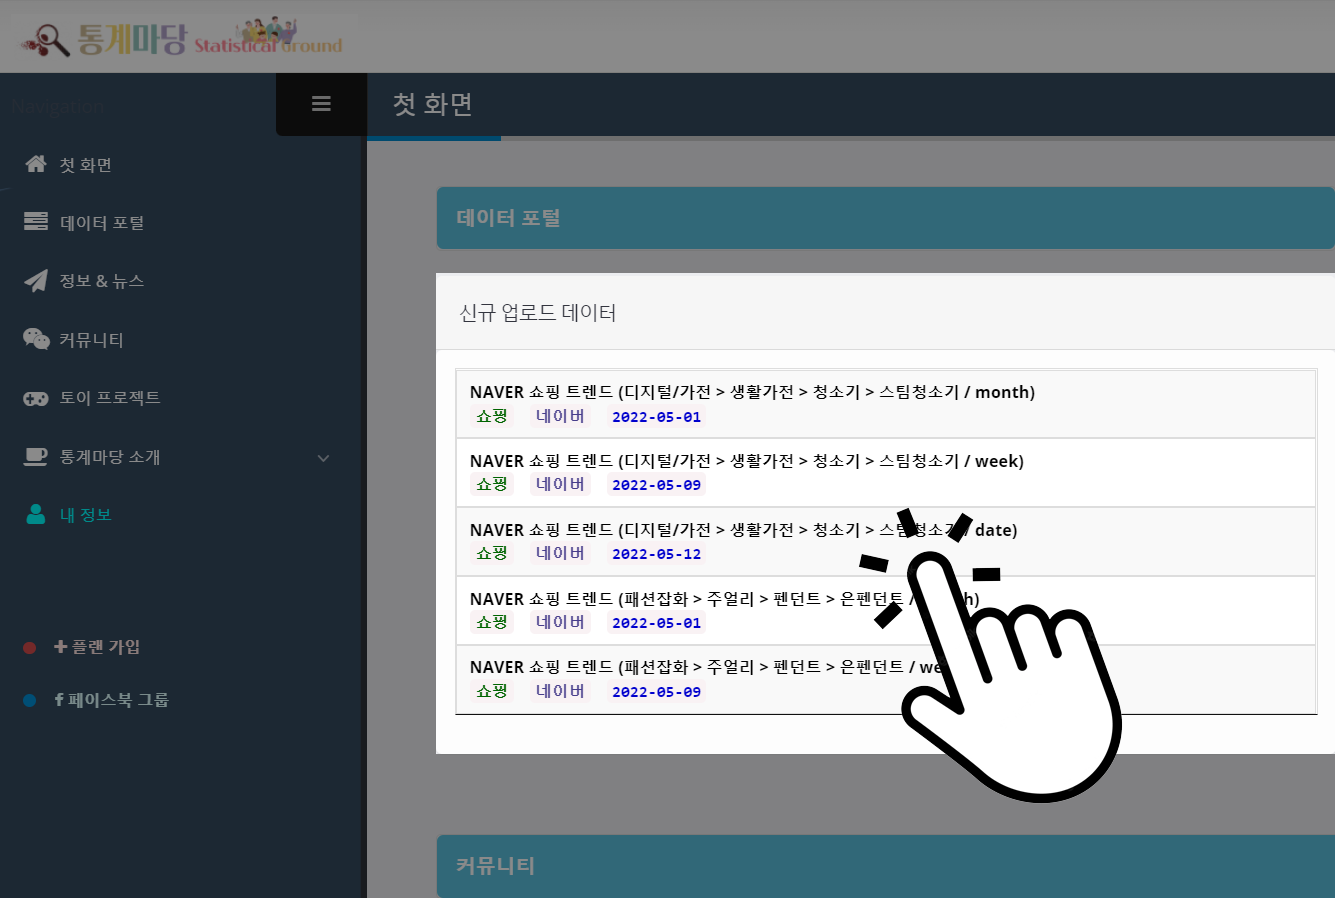 통계마당 Statistical Ground
Navigation
첫 화면
첫 화면
데이터 포털
정보 & 뉴스
커뮤니티
토이 프로젝트
통계마당 소개
내 정보
플랜 가입
페이스북 그룹
데이터 포털
신규 업로드 데이터
NAVER 쇼핑 트렌드 (디지털/가전 > 생활가전 > 청소기 > 스팀청소기 / month)
쇼핑 네이버 2022-05-01
NAVER 쇼핑 트렌드 (디지털/가전 > 생활가전 > 청소기 > 스팀청소기 / week)
쇼핑 네이버 2022-05-09
NAVER 쇼핑 트렌드 (디지털/가전 > 생활가전 > 청소기 > 스팀청소기 / date)
쇼핑 네이버 2022-05-12
NAVER 쇼핑 트렌드 (패션잡화 > 주얼리 > 펜던트 > 은펜던트 /
쇼핑 네이버 2022-05-01
NAVER 쇼핑 트렌드 (패션잡화 > 주얼리 > 펜던트 > 은펜던트 /
쇼핑 네이버 2022-05-09
커뮤니티